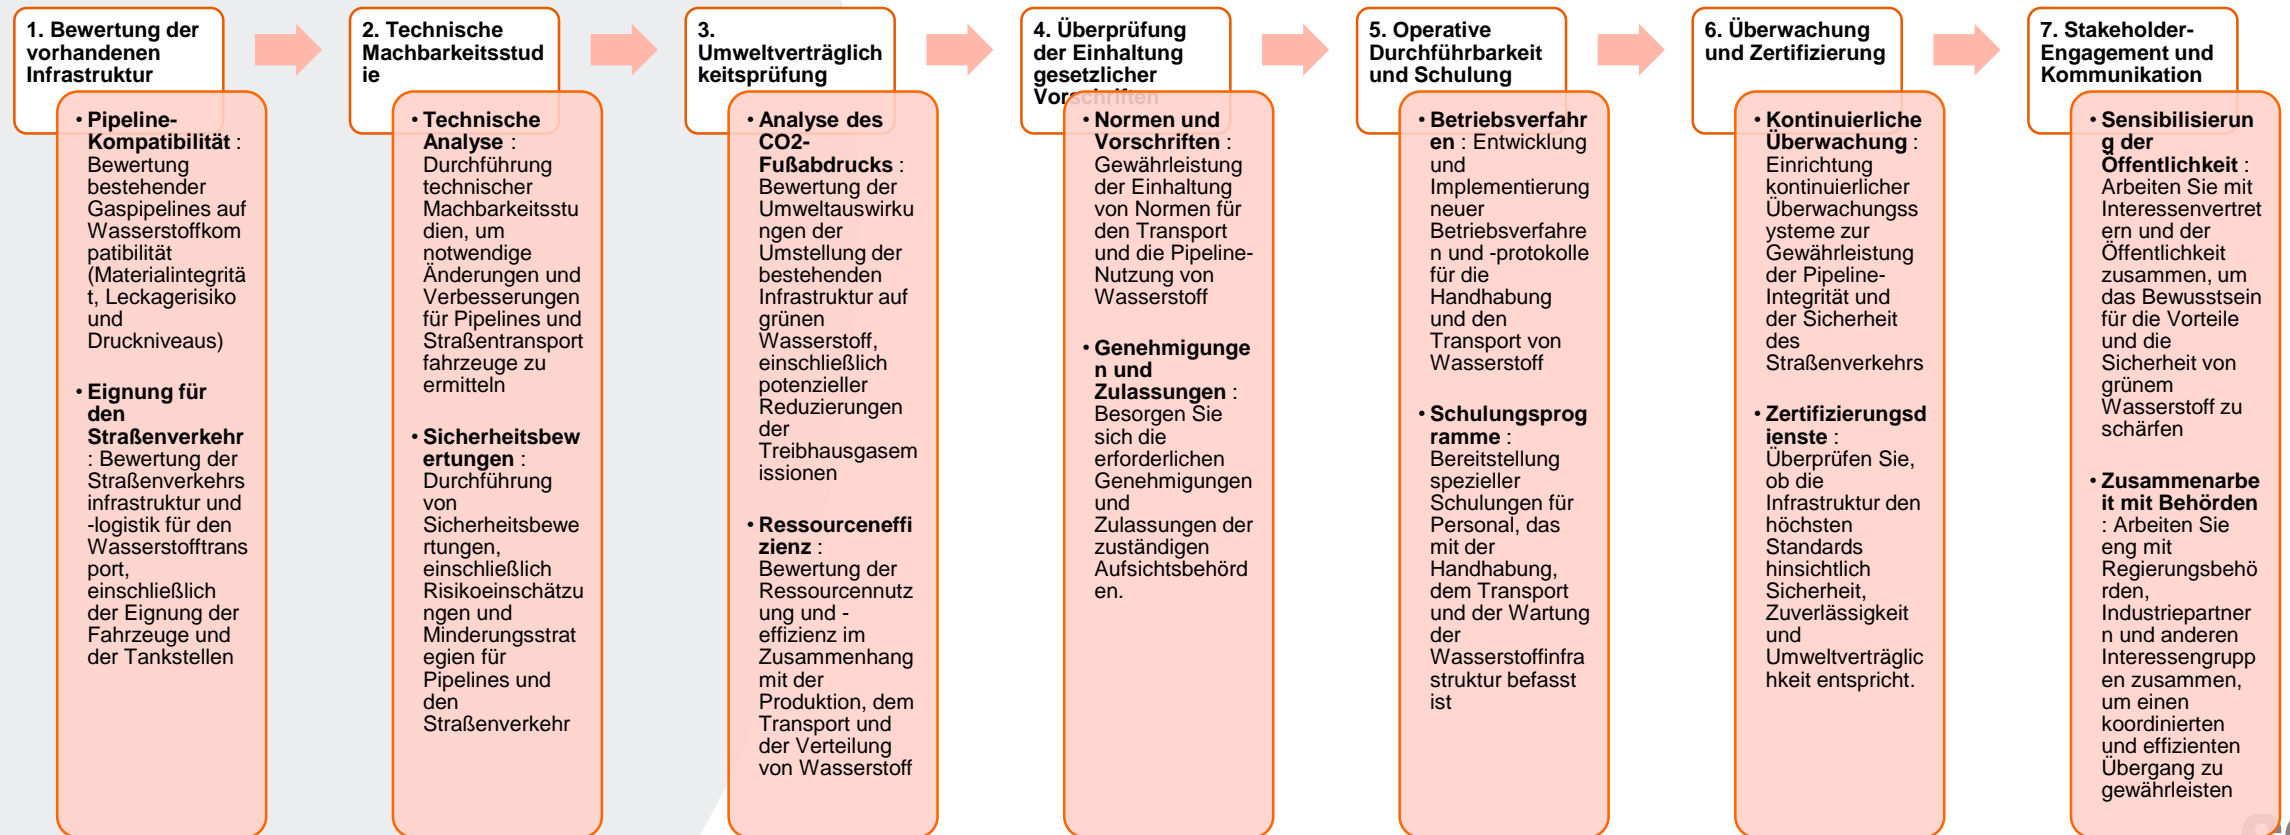 1. Bewertung der
vorhandenen
Infrastruktur
• Pipeline-
Kompatibilität :
Bewertung
bestehender
Gaspipelines auf
Wasserstoffkom
patibilität
(Materialintegritä
t, Leckagerisiko
und
Druckniveaus)
• Eignung für
den
Straßenverkehr
: Bewertung der
Straßenverkehrs
infrastruktur und
-logistik für den
Wasserstofftrans
port,
einschließlich
der Eignung der
Fahrzeuge und
der Tankstellen
2. Technische
Machbarkeitsstud
ie
• Technische
Analyse :
Durchführung
technischer
Machbarkeitsstu
dien, um
notwendige
Änderungen und
Verbesserungen
für Pipelines und
Straßentransport
fahrzeuge zu
ermitteln
• Sicherheitsbew
ertungen :
Durchführung
von
Sicherheitsbewe
rtungen,
einschließlich
Risikoeinschätzu
ngen und
Minderungsstrat
egien für
Pipelines und
den
Straßenverkehr
3.
Umweltverträglich
keitsprüfung
• Analyse des
CO2-
Fußabdrucks :
Bewertung der
Umweltauswirku
ngen der
Umstellung der
bestehenden
Infrastruktur auf
grünen
Wasserstoff,
einschließlich
potenzieller
Reduzierungen
der
Treibhausgasem
issionen
• Ressourceneffi
zienz :
Bewertung der
Ressourcennutz
ung und -
effizienz im
Zusammenhang
mit der
Produktion, dem
Transport und
der Verteilung
von Wasserstoff
4. Überprüfung
der Einhaltung
gesetzlicher
Vorschriften
• Normen und
Vorschriften :
Gewährleistung
der Einhaltung
von Normen für
den Transport
und die Pipeline-
Nutzung von
Wasserstoff
• Genehmigunge
n und
Zulassungen :
Besorgen Sie
sich die
erforderlichen
Genehmigungen
und
Zulassungen der
zuständigen
Aufsichtsbehörd
en.
5. Operative
Durchführbarkeit
und Schulung
• Betriebsverfahr
en : Entwicklung
und
Implementierung
neuer
Betriebsverfahre
n und -protokolle
für die
Handhabung
und den
Transport von
Wasserstoff
• Schulungsprog
ramme :
Bereitstellung
spezieller
Schulungen für
Personal, das
mit der
Handhabung,
dem Transport
und der Wartung
der
Wasserstoffinfra
struktur befasst
ist
6. Überwachung
und Zertifizierung
• Kontinuierliche
Überwachung :
Einrichtung
kontinuierlicher
Überwachungss
ysteme zur
Gewährleistung
der Pipeline-
Integrität und
der Sicherheit
des
Straßenverkehrs
• Zertifizierungsd
ienste :
Überprüfen Sie,
ob die
Infrastruktur den
höchsten
Standards
hinsichtlich
Sicherheit,
Zuverlässigkeit
und
Umweltverträglic
hkeit entspricht.
7. Stakeholder-
Engagement und
Kommunikation
• Sensibilisierun
g der
Öffentlichkeit :
Arbeiten Sie mit
Interessenvertret
ern und der
Öffentlichkeit
zusammen, um
das Bewusstsein
für die Vorteile
und die
Sicherheit von
grünem
Wasserstoff zu
schärfen
• Zusammenarbe
it mit Behörden
: Arbeiten Sie
eng mit
Regierungsbehö
rden,
Industriepartner
n und anderen
Interessengrupp
en zusammen,
um einen
koordinierten
und effizienten
Übergang zu
gewährleisten